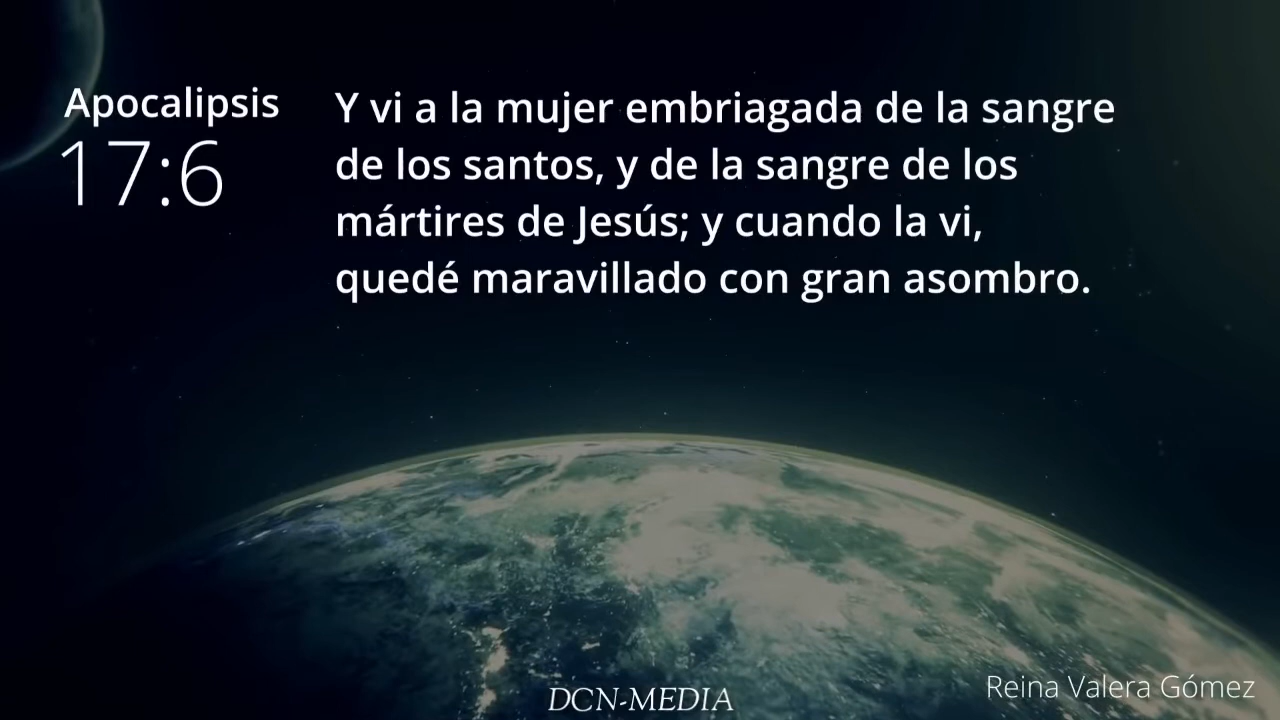 Apocalipsis
17:6
Y vi a la mujer embriagada de la sangre
de los santos, y de la sangre de los
mártires de Jesús; y cuando la vi,
quedé maravillado con gran asombro.
DCN-MEDIA
Reina Valera Gómez